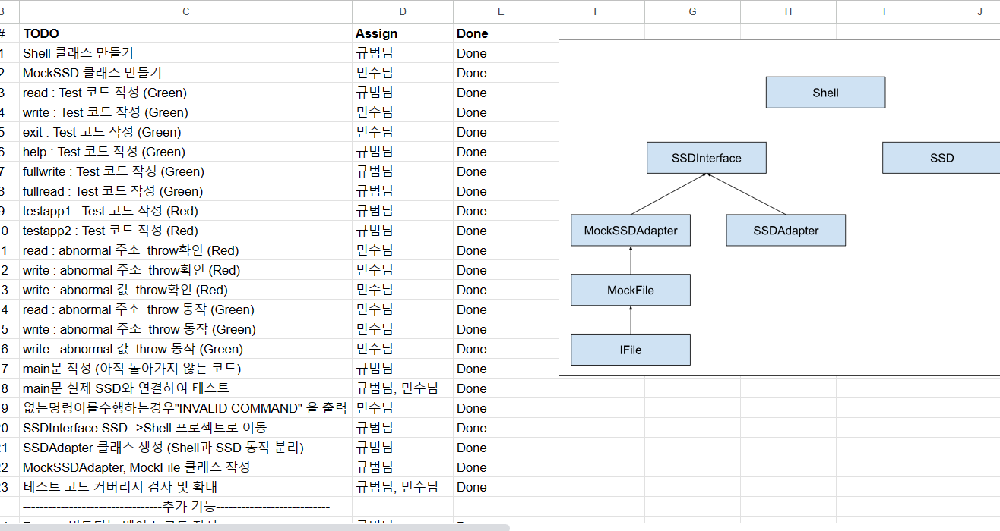 B C D E F G H I J
# TODO Assign Done
1 Shell 클래스 만들기 규범님 Done
2 MockSSD 클래스 만들기 민수님 Done
3 read : Test 코드 작성 (Green) 규범님 Done
4 write : Test 코드 작성 (Green) 민수님 Done
5 exit : Test 코드 작성 (Green) 민수님 Done
6 help : Test 코드 작성 (Green) 규범님 Done
7 fullwrite : Test 코드 작성 (Green) 규범님 Done
8 fullread : Test 코드 작성 (Green) 규범님 Done
9 testapp1 : Test 코드 작성 (Red) 규범님 Done
0 testapp2 : Test 코드 작성 (Red) 규범님 Done
1 read : abnormal 주소  throw확인 (Red) 민수님 Done
2 write : abnormal 주소  throw확인 (Red) 민수님 Done
3 write : abnormal 값  throw확인 (Red) 민수님 Done
4 read : abnormal 주소  throw 동작 (Green) 민수님 Done
5 write : abnormal 주소  throw 동작 (Green) 민수님 Done
6 write : abnormal 값  throw 동작 (Green) 민수님 Done
7 main문 작성 (아직 돌아가지 않는 코드) 규범님 Done
8 main문 실제 SSD와 연결하여 테스트 규범님, 민수님 Done
9 없는명령어를수행하는경우"INVALID COMMAND" 을 출력 민수님 Done
20 SSDInterface SSD-->Shell 프로젝트로 이동 규범님 Done
21 SSDAdapter 클래스 생성 (Shell과 SSD 동작 분리) 규범님 Done
22 MockSSDAdapter, MockFile 클래스 작성 규범님 Done
23 테스트 코드 커버리지 검사 및 확대 규범님, 민수님 Done
---------------------------------추가 기능---------------------------
Shell
SSDInterface SSD
MockSSDAdapter SSDAdapter
MockFile
IFile